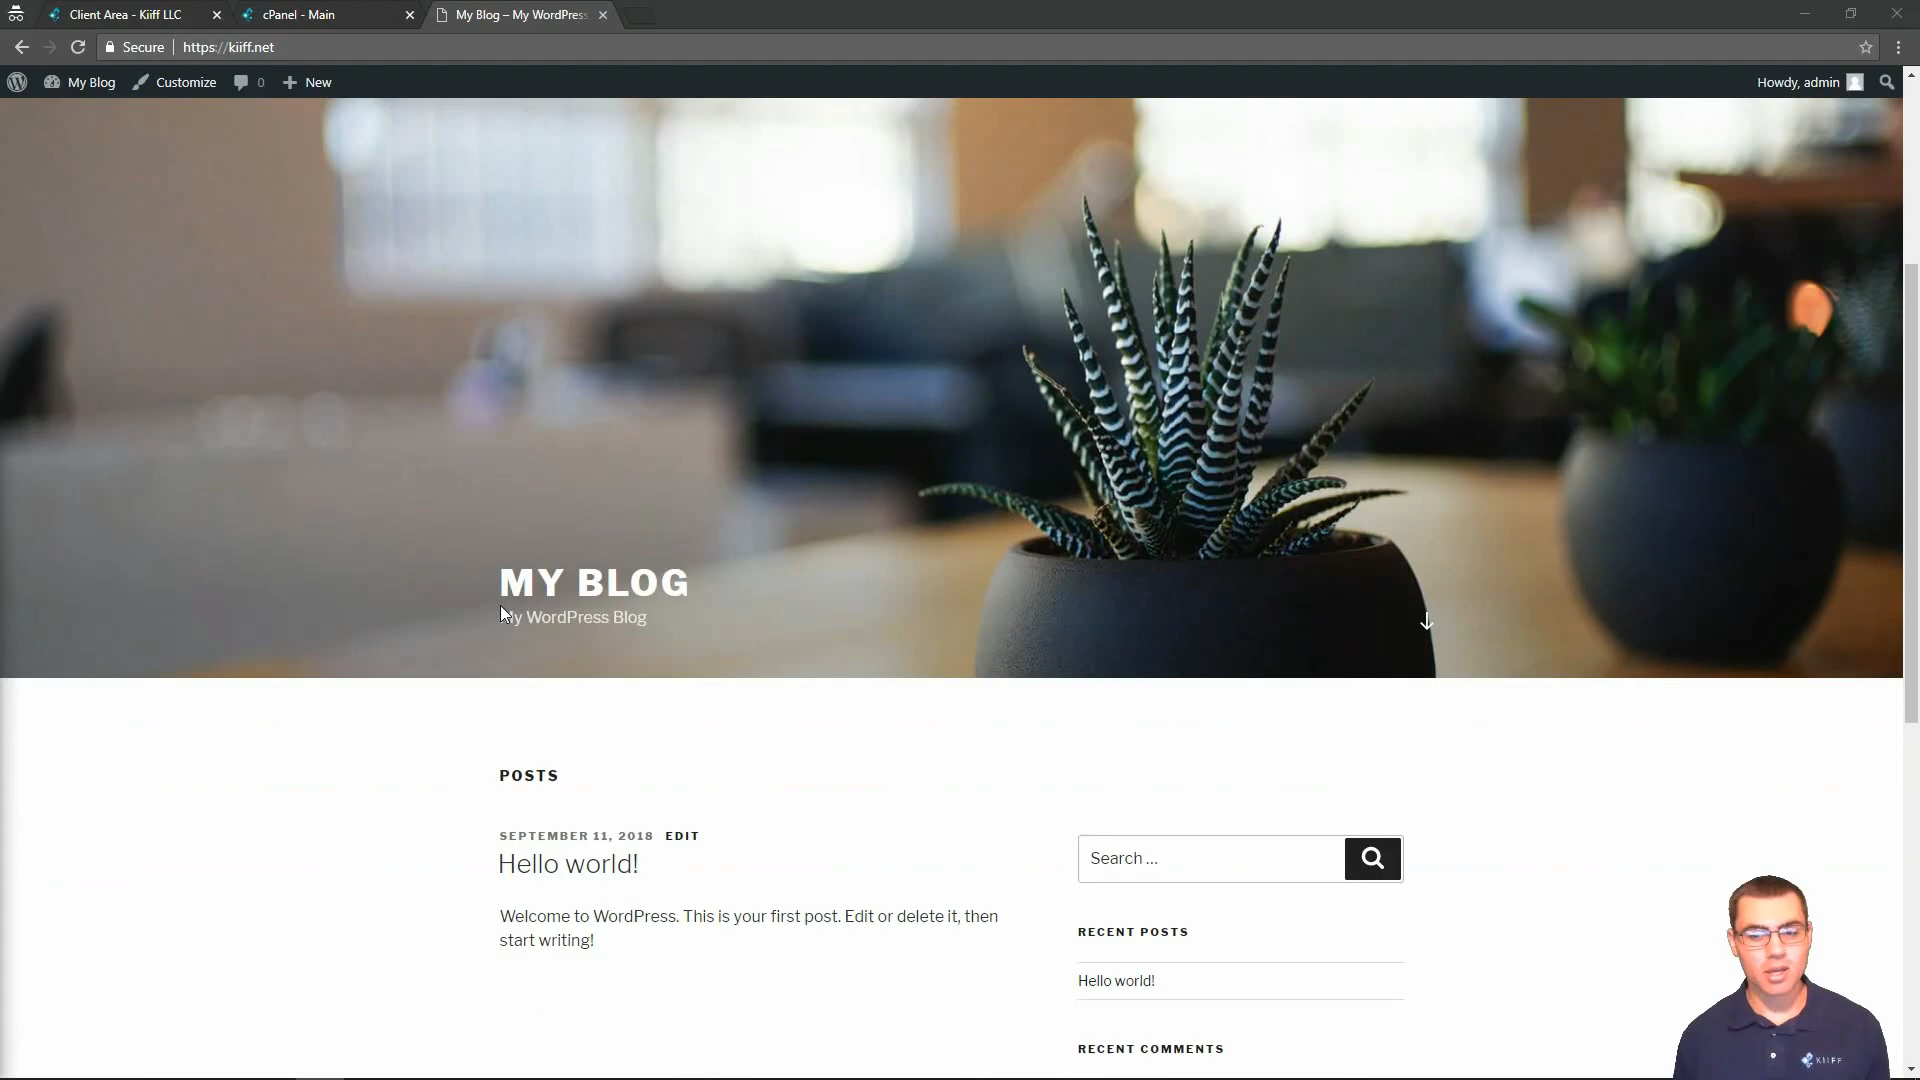 Client Area - Kiiff LLC
cPanel - Main
My Blog – My WordPress
Secure
https://kiiff.net
My Blog
Customize
0
New
Howdy, admin
MY BLOG
My WordPress Blog
POSTS
SEPTEMBER 11, 2018 EDIT
Hello world!
Welcome to WordPress. This is your first post. Edit or delete it, then
start writing!
Search …
RECENT POSTS
Hello world!
RECENT COMMENTS
KIIFF